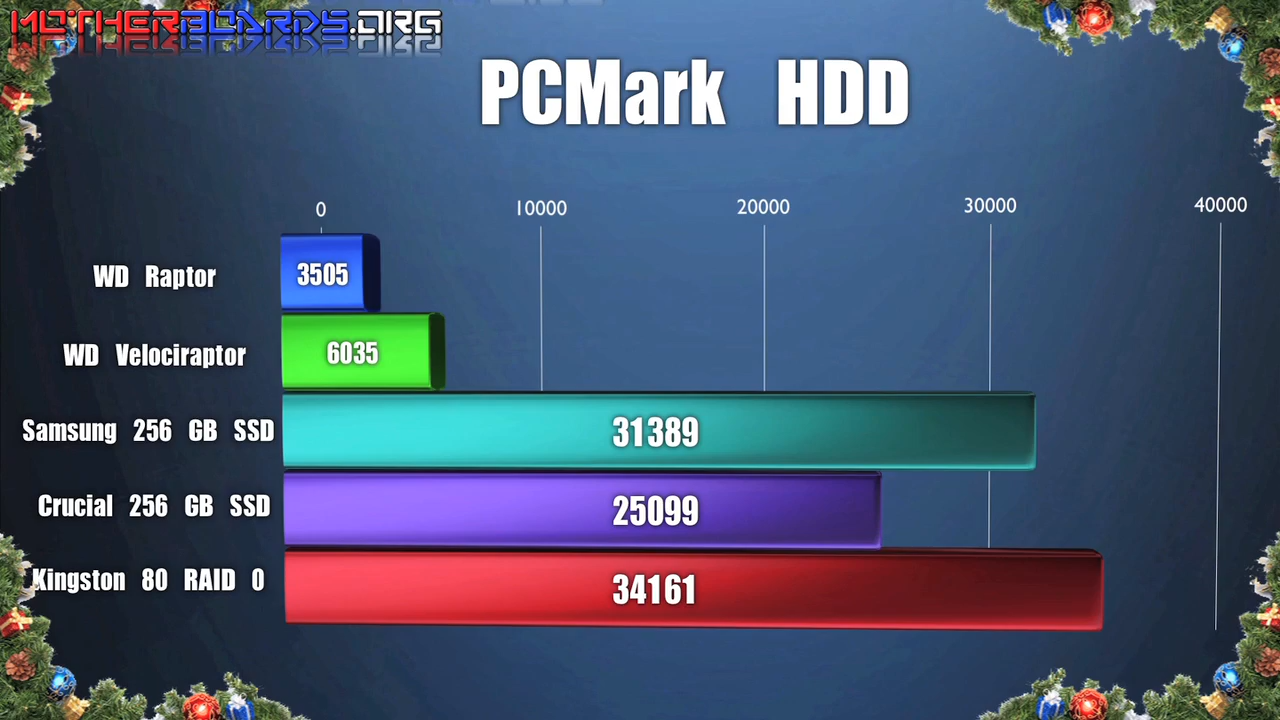 MOTHERBOARDS.ORG
PCMark HDD
0 10000 20000 30000 40000
WD Raptor 3505
WD Velociraptor 6035
Samsung 256 GB SSD 31389
Crucial 256 GB SSD 25099
Kingston 80 RAID 0 34161